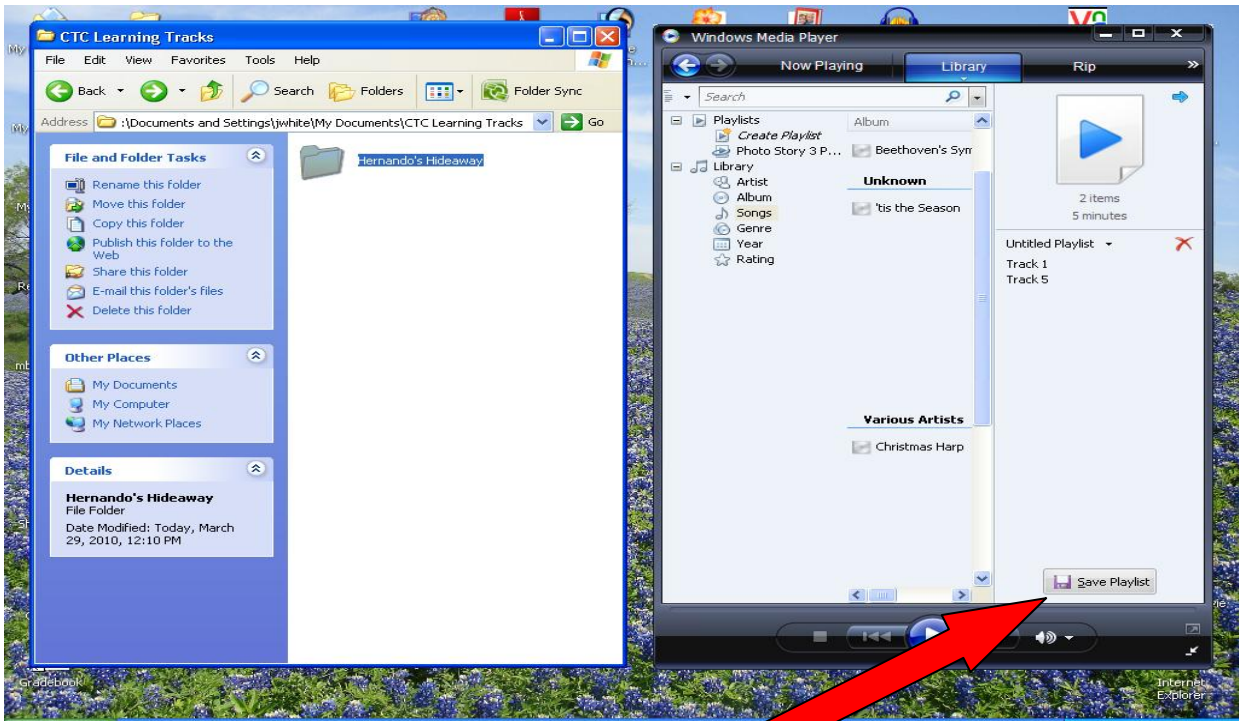 CTC Learning Tracks
File Edit View Favorites Tools Help
Back Search Folders Folder Sync
Address :\Documents and Settings\jwhite\My Documents\CTC Learning Tracks Go
File and Folder Tasks
Rename this folder
Move this folder
Copy this folder
Publish this folder to the
Web
Share this folder
E-mail this folder's files
Delete this folder
Other Places
My Documents
My Computer
My Network Places
Details
Hernando's Hideaway
File Folder
Date Modified: Today, March
29, 2010, 12:10 PM
Hernando's Hideaway
Windows Media Player
Now Playing Library Rip »
Search
Playlists
Create Playlist
Photo Story 3 P...
Library
Artist
Album
Songs
Genre
Year
Rating
Album
Beethoven's Sym
Unknown
'tis the Season
Various Artists
Christmas Harp
2 items
5 minutes
Untitled Playlist
Track 1
Track 5
Save Playlist
Gradebook
Internet
Explorer